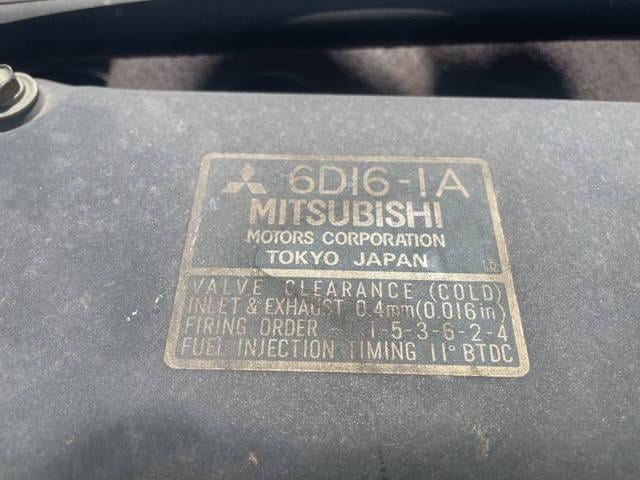 6D16-1A
MITSUBISHI
MOTORS CORPORATION
TOKYO JAPAN
VALVE CLEARANCE (COLD)
INLET & EXHAUST 0.4mm(0.016in)
FIRING ORDER 1-5-3-6-2-4
FUEL INJECTION TIMING 11° BTDC